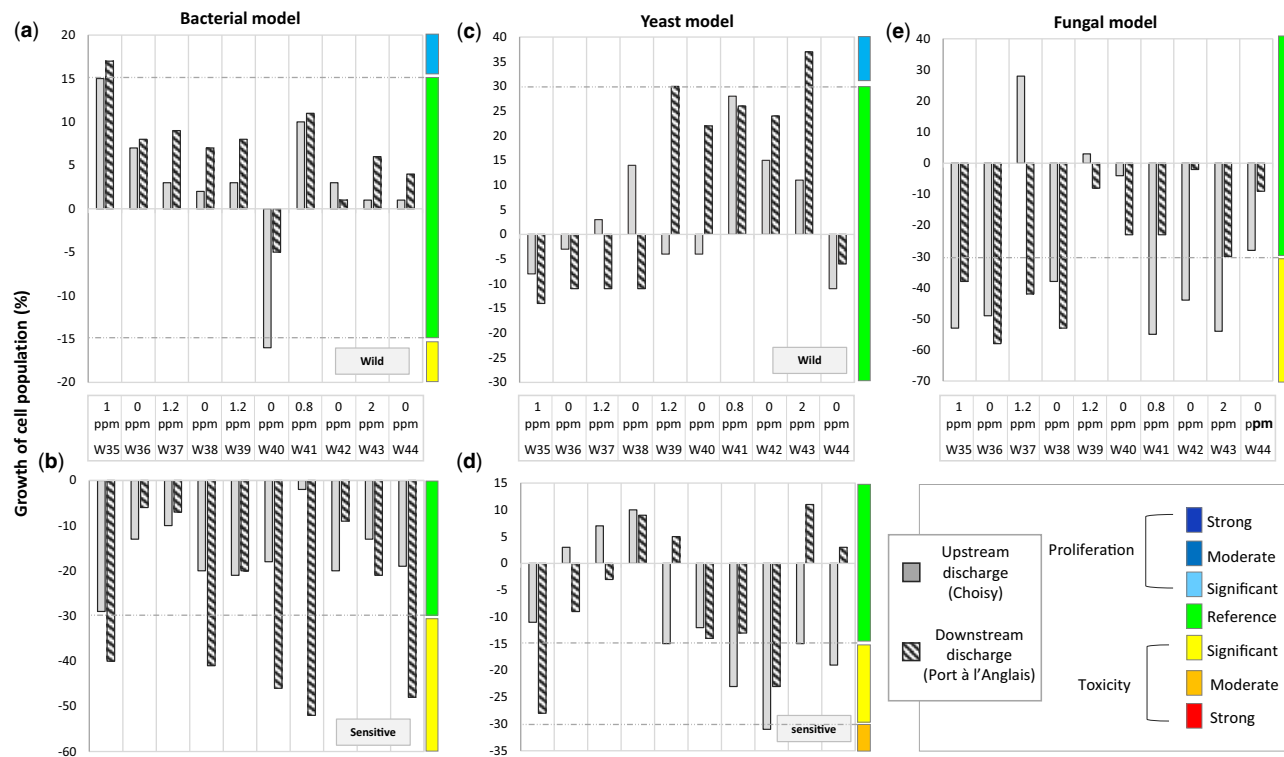 Bacterial model
Yeast model
Fungal model
Growth of cell population (%)
(a)
20
15
10
5
0
-5
-10
-15
-20
Wild
1 0 1.2 0 1.2 0 0.8 0 2 0
ppm ppm ppm ppm ppm ppm ppm ppm ppm ppm
W35 W36 W37 W38 W39 W40 W41 W42 W43 W44
(b)
0
-10
-20
-30
-40
-50
-60
Sensitive
(c)
40
35
30
25
20
15
10
5
0
-5
-10
-15
-20
-25
-30
Wild
1 0 1.2 0 1.2 0 0.8 0 2 0
ppm ppm ppm ppm ppm ppm ppm ppm ppm ppm
W35 W36 W37 W38 W39 W40 W41 W42 W43 W44
(d)
15
10
5
0
-5
-10
-15
-20
-25
-30
-35
sensitive
(e)
40
30
20
10
0
-10
-20
-30
-40
-50
-60
-70
1 0 1.2 0 1.2 0 0.8 0 2 0
ppm ppm ppm ppm ppm ppm ppm ppm ppm ppm
W35 W36 W37 W38 W39 W40 W41 W42 W43 W44
Upstream
discharge
(Choisy)
Downstream
discharge
(Port à l'Anglais)
Proliferation
Strong
Moderate
Significant
Reference
Toxicity
Significant
Moderate
Strong